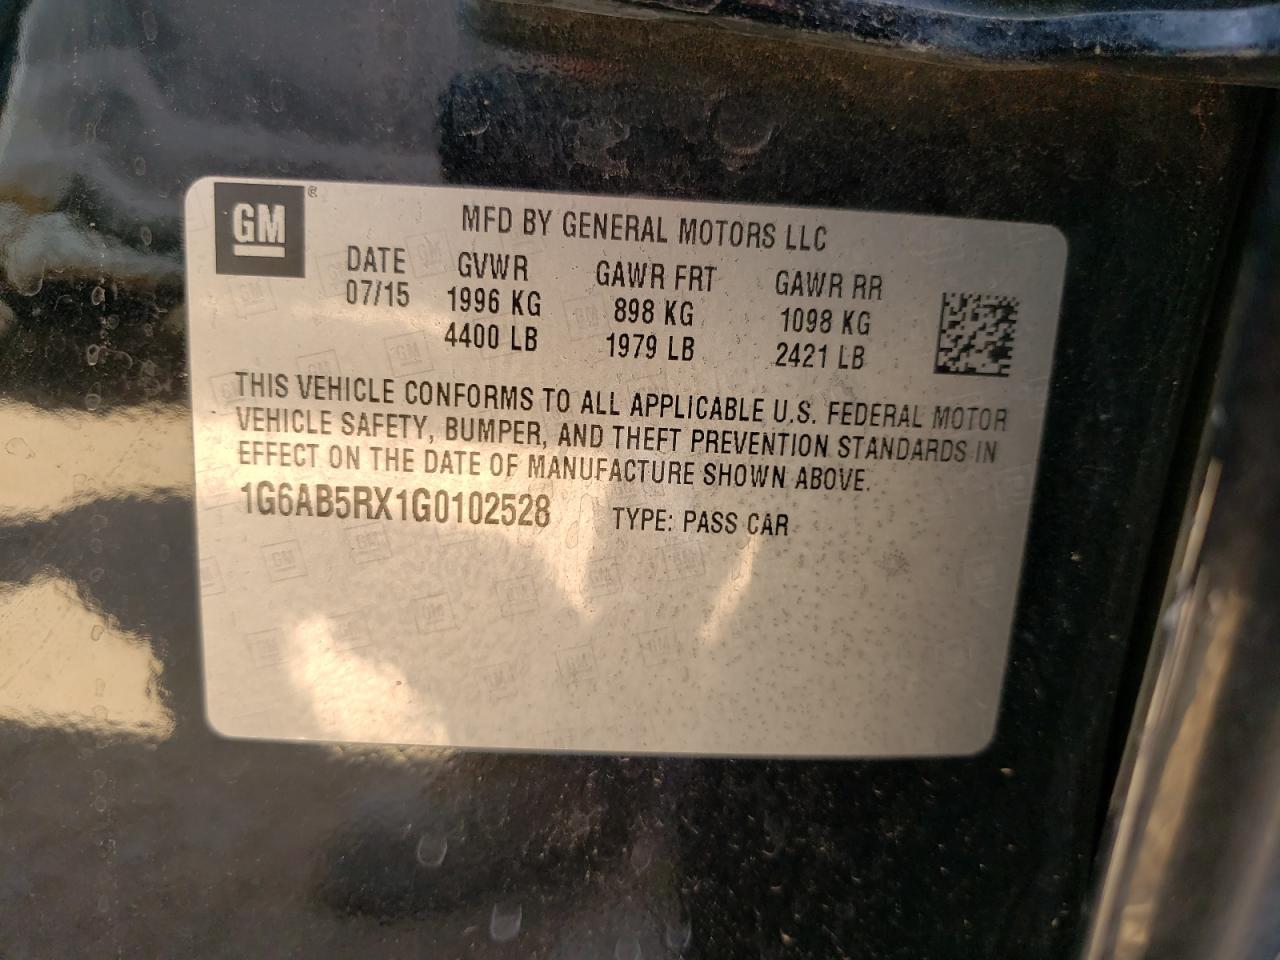 GM ®
MFD BY GENERAL MOTORS LLC
DATE GVWR GAWR FRT GAWR RR
07/15 1996 KG 898 KG 1098 KG
4400 LB 1979 LB 2421 LB
THIS VEHICLE CONFORMS TO ALL APPLICABLE U.S. FEDERAL MOTOR
VEHICLE SAFETY, BUMPER, AND THEFT PREVENTION STANDARDS IN
EFFECT ON THE DATE OF MANUFACTURE SHOWN ABOVE.
1G6AB5RX1G0102528 TYPE: PASS CAR